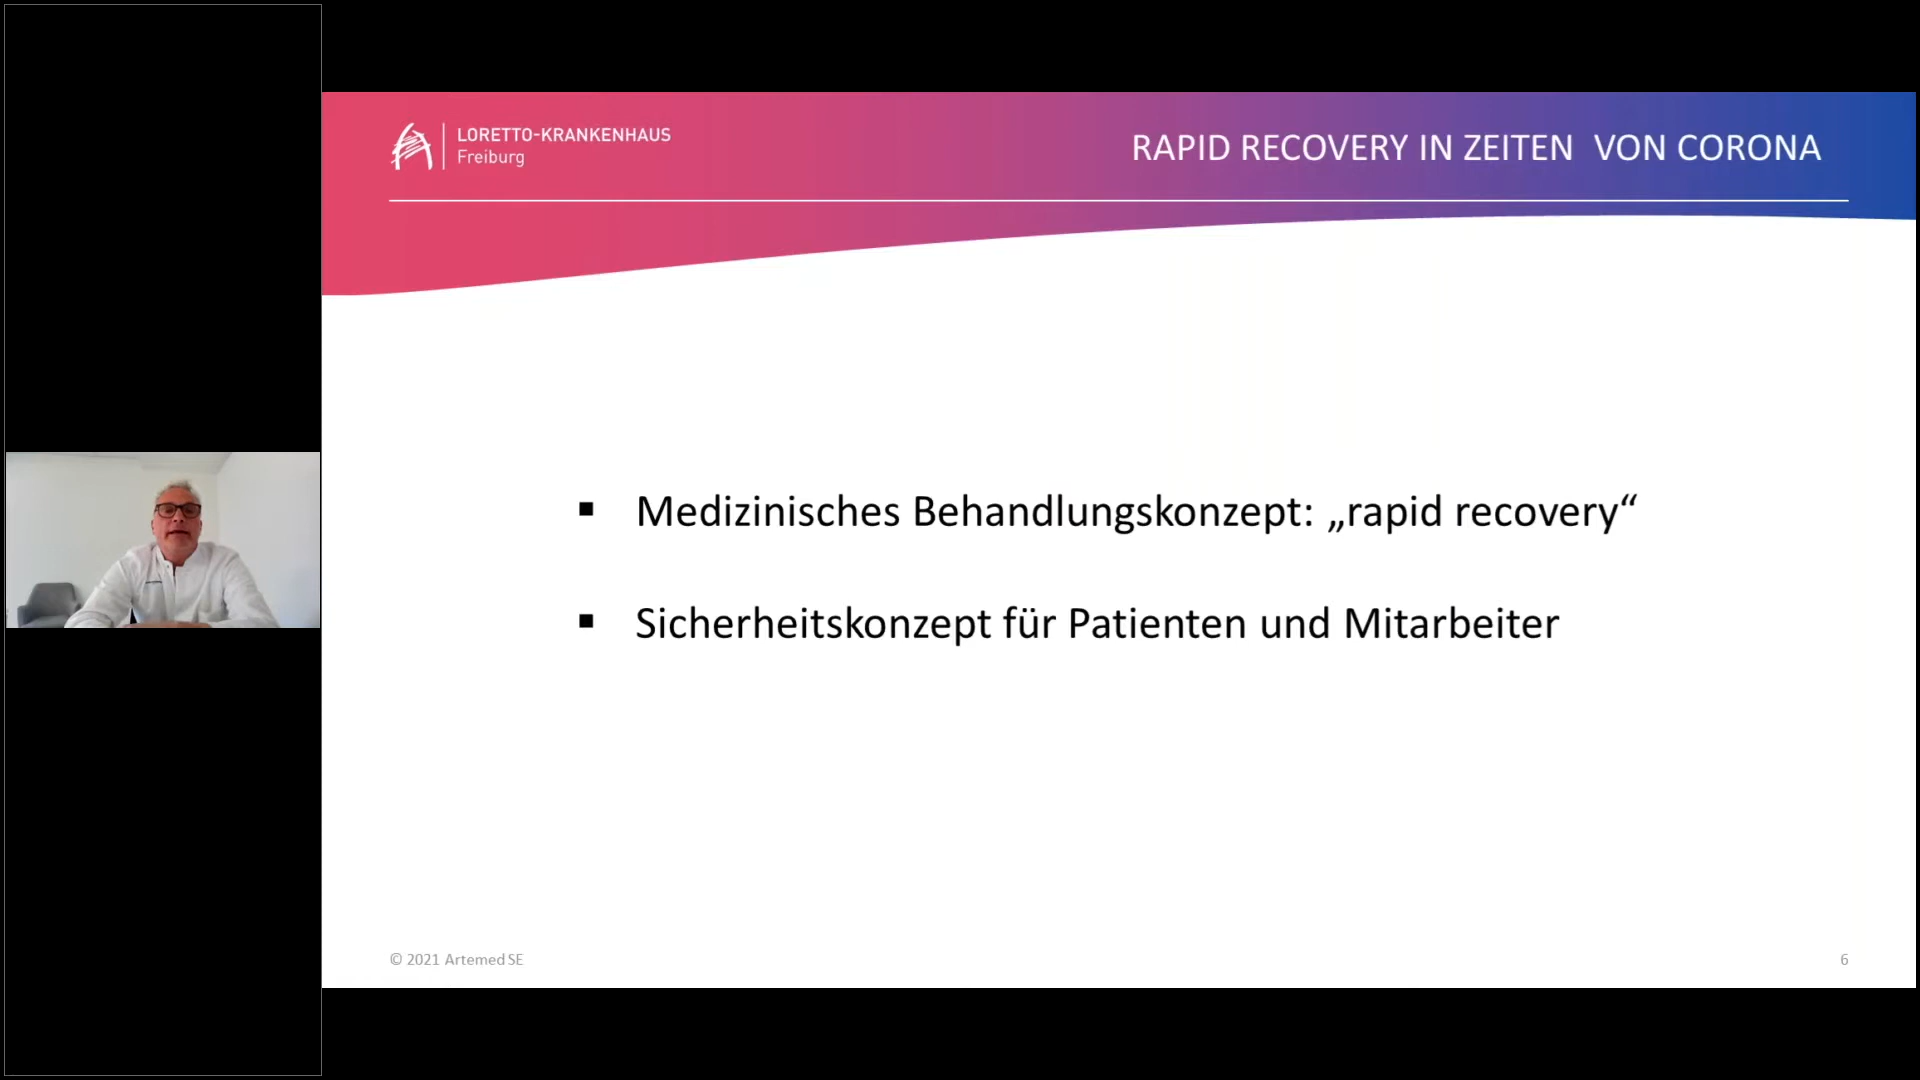 LORETTO-KRANKENHAUS
Freiburg
RAPID RECOVERY IN ZEITEN VON CORONA
▪ Medizinisches Behandlungskonzept: „rapid recovery“
▪ Sicherheitskonzept für Patienten und Mitarbeiter
© 2021 Artemed SE
6